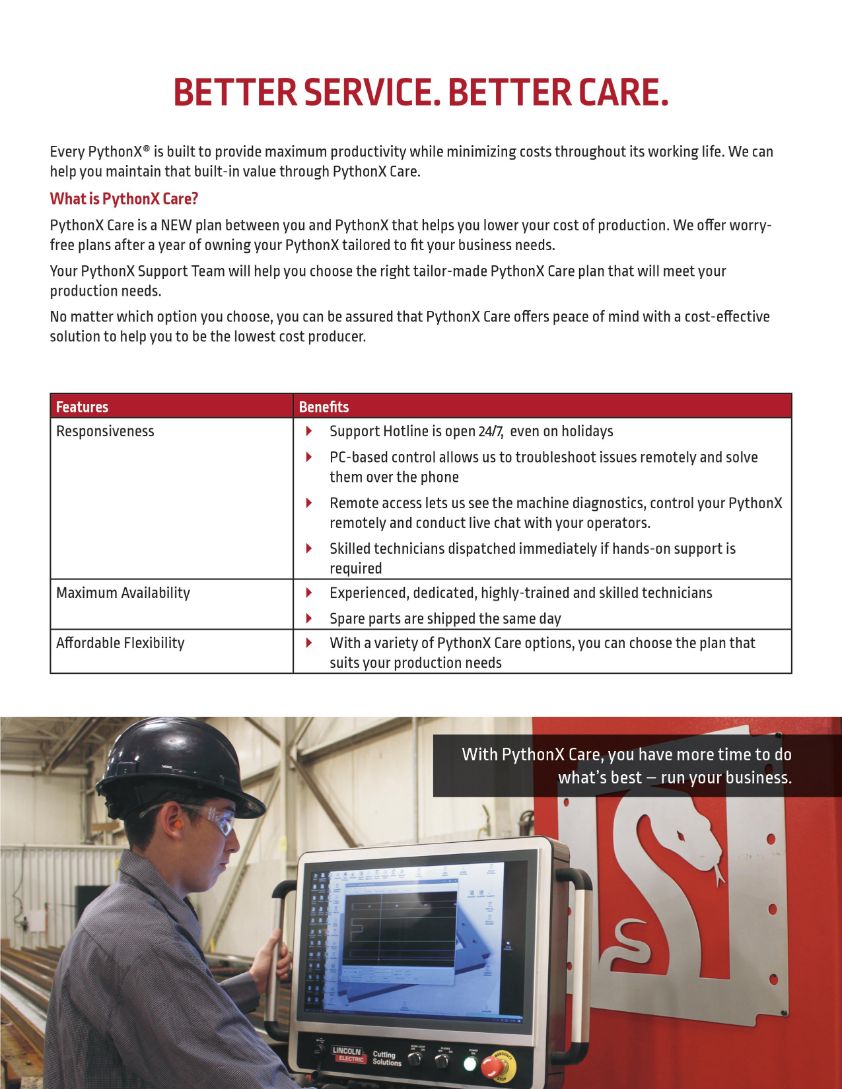 BETTER SERVICE. BETTER CARE.
Every PythonX® is built to provide maximum productivity while minimizing costs throughout its working life. We can
help you maintain that built-in value through PythonX Care.
What is PythonX Care?
PythonX Care is a NEW plan between you and PythonX that helps you lower your cost of production. We offer worry-
free plans after a year of owning your PythonX tailored to fit your business needs.
Your PythonX Support Team will help you choose the right tailor-made PythonX Care plan that will meet your
production needs.
No matter which option you choose, you can be assured that PythonX Care offers peace of mind with a cost-effective
solution to help you to be the lowest cost producer.
Features Benefits
Responsiveness Support Hotline is open 24/7, even on holidays
PC-based control allows us to troubleshoot issues remotely and solve
them over the phone
Remote access lets us see the machine diagnostics, control your PythonX
remotely and conduct live chat with your operators.
Skilled technicians dispatched immediately if hands-on support is
required
Maximum Availability Experienced, dedicated, highly-trained and skilled technicians
Spare parts are shipped the same day
Affordable Flexibility With a variety of PythonX Care options, you can choose the plan that
suits your production needs
With PythonX Care, you have more time to do
what's best – run your business.
LINCOLN
ELECTRIC
Cutting
Solutions